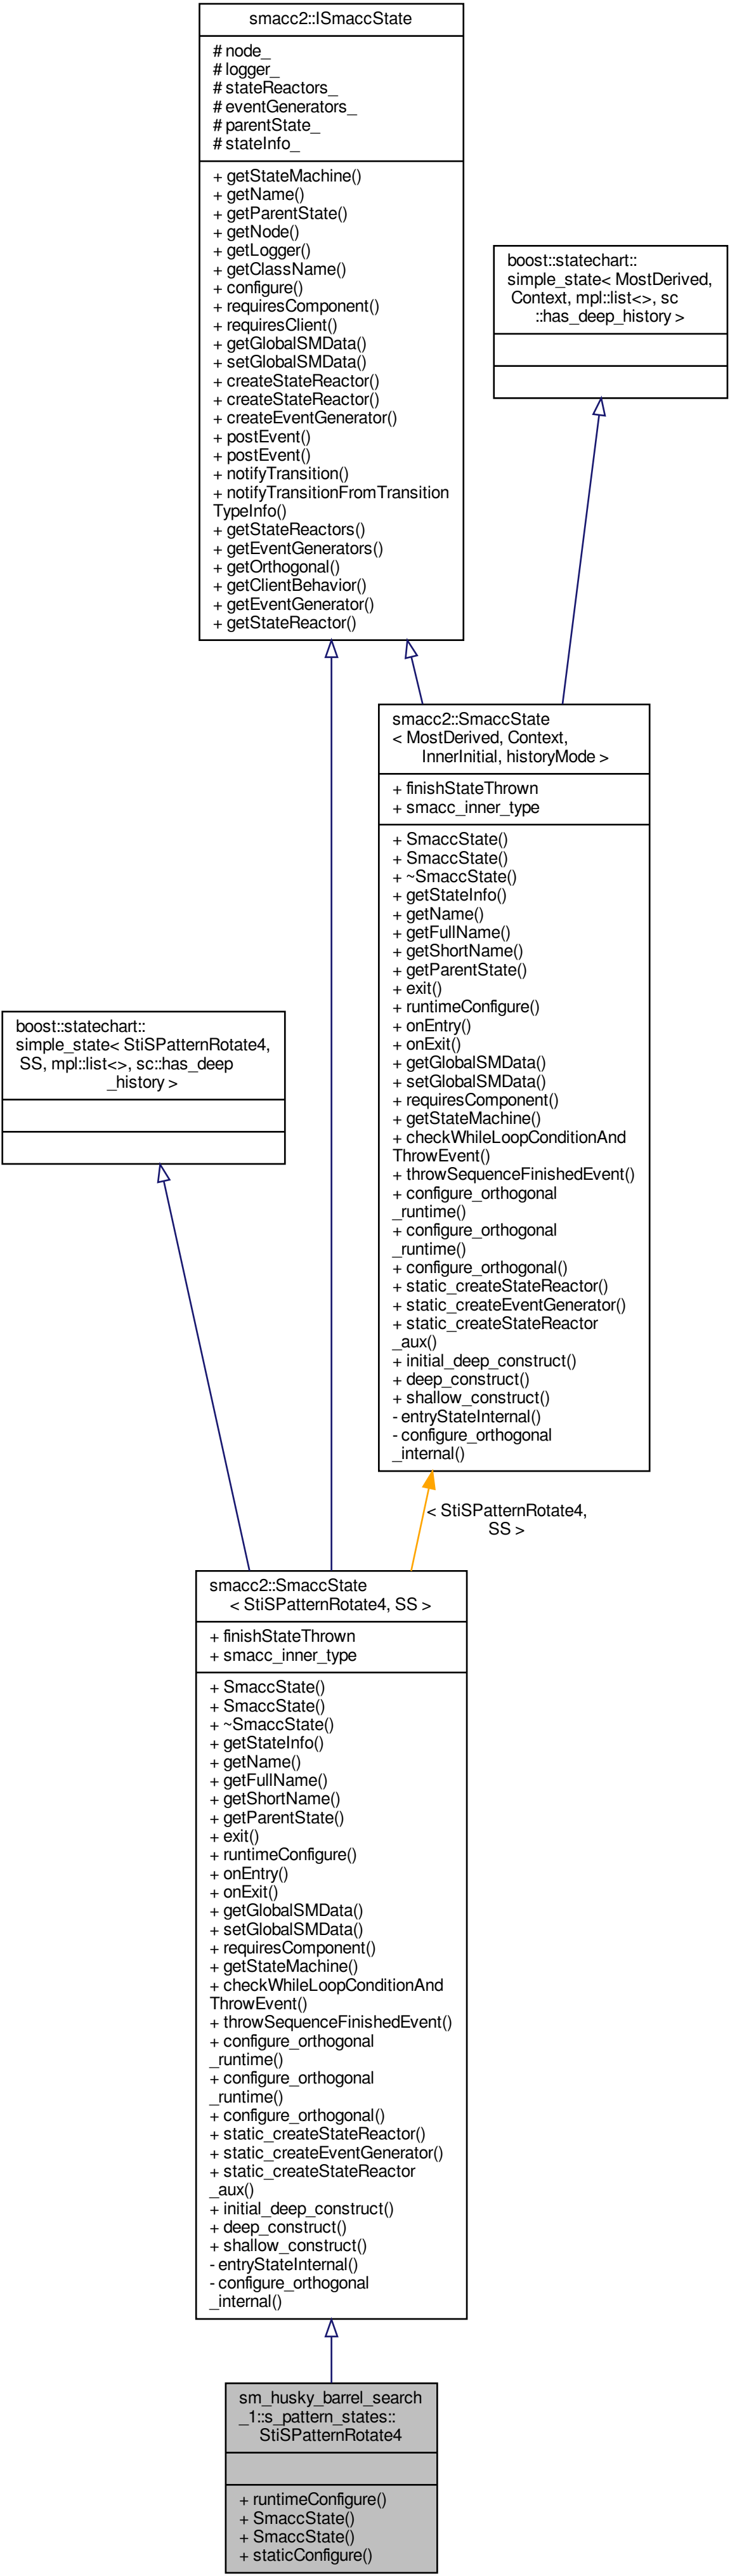 smacc2::ISmaccState
# node_
# logger_
# stateReactors_
# eventGenerators_
# parentState_
# stateInfo_
+ getStateMachine()
+ getName()
+ getParentState()
+ getNode()
+ getLogger()
+ getClassName()
+ configure()
+ requiresComponent()
+ requiresClient()
+ getGlobalSMData()
+ setGlobalSMData()
+ createStateReactor()
+ createStateReactor()
+ createEventGenerator()
+ postEvent()
+ postEvent()
+ notifyTransition()
+ notifyTransitionFromTransition
TypeInfo()
+ getStateReactors()
+ getEventGenerators()
+ getOrthogonal()
+ getClientBehavior()
+ getEventGenerator()
+ getStateReactor()
boost::statechart::
simple_state< MostDerived,
Context, mpl::list<>, sc
::has_deep_history >
smacc2::SmaccState
< MostDerived, Context,
InnerInitial, historyMode >
+ finishStateThrown
+ smacc_inner_type
+ SmaccState()
+ SmaccState()
+ ~SmaccState()
+ getStateInfo()
+ getName()
+ getFullName()
+ getShortName()
+ getParentState()
+ exit()
+ runtimeConfigure()
+ onEntry()
+ onExit()
+ getGlobalSMData()
+ setGlobalSMData()
+ requiresComponent()
+ getStateMachine()
+ checkWhileLoopConditionAnd
ThrowEvent()
+ throwSequenceFinishedEvent()
+ configure_orthogonal
_runtime()
+ configure_orthogonal
_runtime()
+ configure_orthogonal()
+ static_createStateReactor()
+ static_createEventGenerator()
+ static_createStateReactor
_aux()
+ initial_deep_construct()
+ deep_construct()
+ shallow_construct()
- entryStateInternal()
- configure_orthogonal
_internal()
boost::statechart::
simple_state< StiSPatternRotate4,
SS, mpl::list<>, sc::has_deep
_history >
< StiSPatternRotate4,
SS >
smacc2::SmaccState
< StiSPatternRotate4, SS >
+ finishStateThrown
+ smacc_inner_type
+ SmaccState()
+ SmaccState()
+ ~SmaccState()
+ getStateInfo()
+ getName()
+ getFullName()
+ getShortName()
+ getParentState()
+ exit()
+ runtimeConfigure()
+ onEntry()
+ onExit()
+ getGlobalSMData()
+ setGlobalSMData()
+ requiresComponent()
+ getStateMachine()
+ checkWhileLoopConditionAnd
ThrowEvent()
+ throwSequenceFinishedEvent()
+ configure_orthogonal
_runtime()
+ configure_orthogonal
_runtime()
+ configure_orthogonal()
+ static_createStateReactor()
+ static_createEventGenerator()
+ static_createStateReactor
_aux()
+ initial_deep_construct()
+ deep_construct()
+ shallow_construct()
- entryStateInternal()
- configure_orthogonal
_internal()
sm_husky_barrel_search
_1::s_pattern_states::
StiSPatternRotate4
+ runtimeConfigure()
+ SmaccState()
+ SmaccState()
+ staticConfigure()